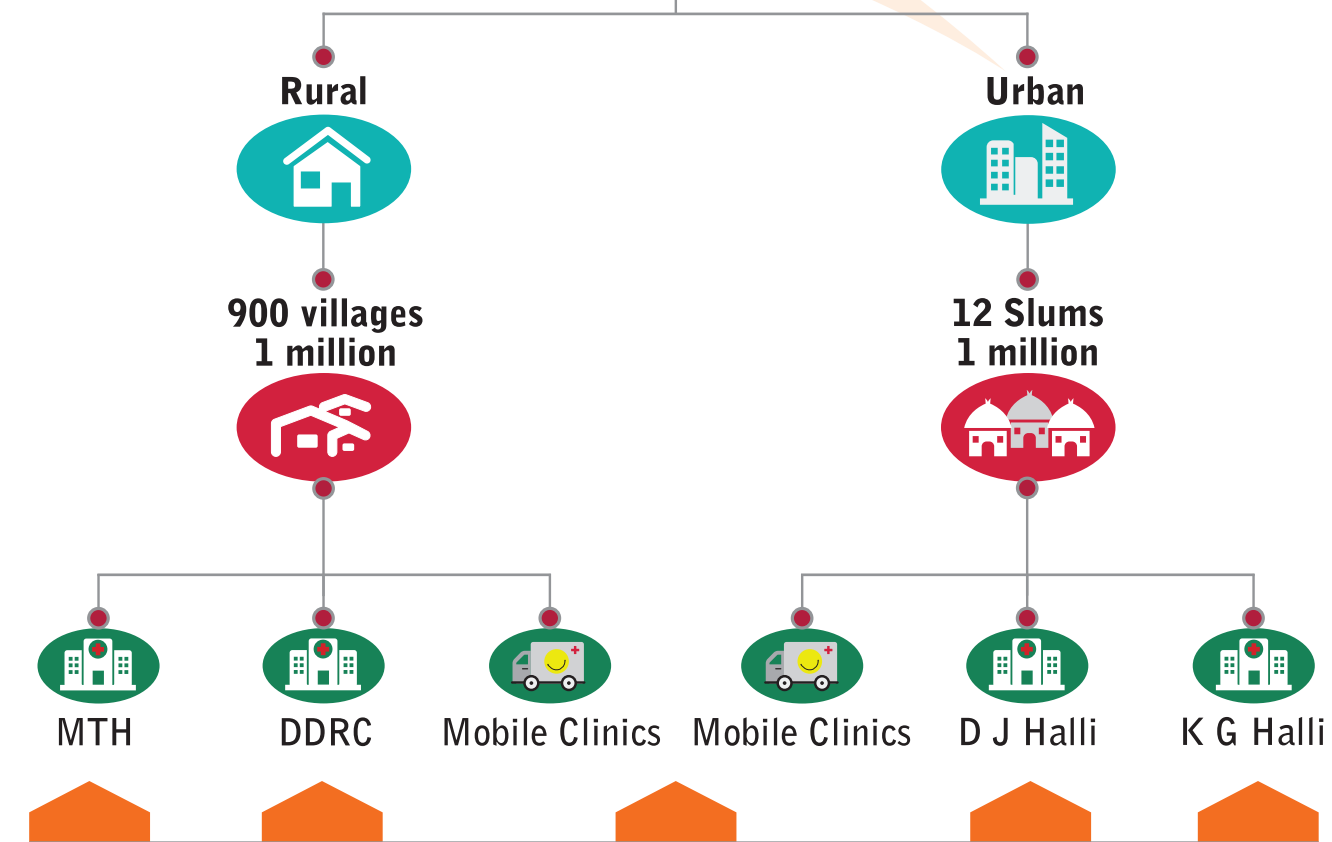 Rural
Urban
900 villages
1 million
12 Slums
1 million
MTH
DDRC
Mobile Clinics
Mobile Clinics
D J Halli
K G Halli